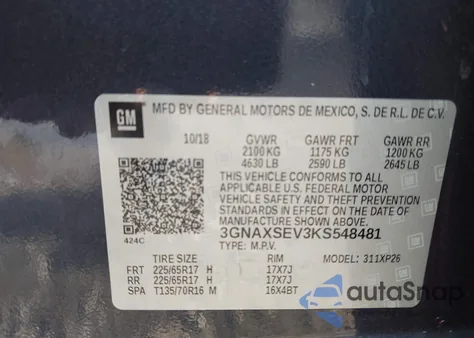 GM
MFD BY GENERAL MOTORS DE MEXICO, S. DE R.L. DE C.V.
10/18 GVWR GAWR FRT GAWR RR
2100 KG 1175 KG 1200 KG
4630 LB 2590 LB 2645 LB
THIS VEHICLE CONFORMS TO ALL
APPLICABLE U.S. FEDERAL MOTOR
VEHICLE SAFETY AND THEFT PREVENTION
STANDARDS IN EFFECT ON THE DATE OF
MANUFACTURE SHOWN ABOVE.
3GNAXSEV3KS548481
424C TYPE: M.P.V.
TIRE SIZE RIM MODEL: 311XP26
FRT 225/65R17 H 17X7J
RR 225/65R17 H 17X7J
SPA T135/70R16 M 16X4BT
autoSnap